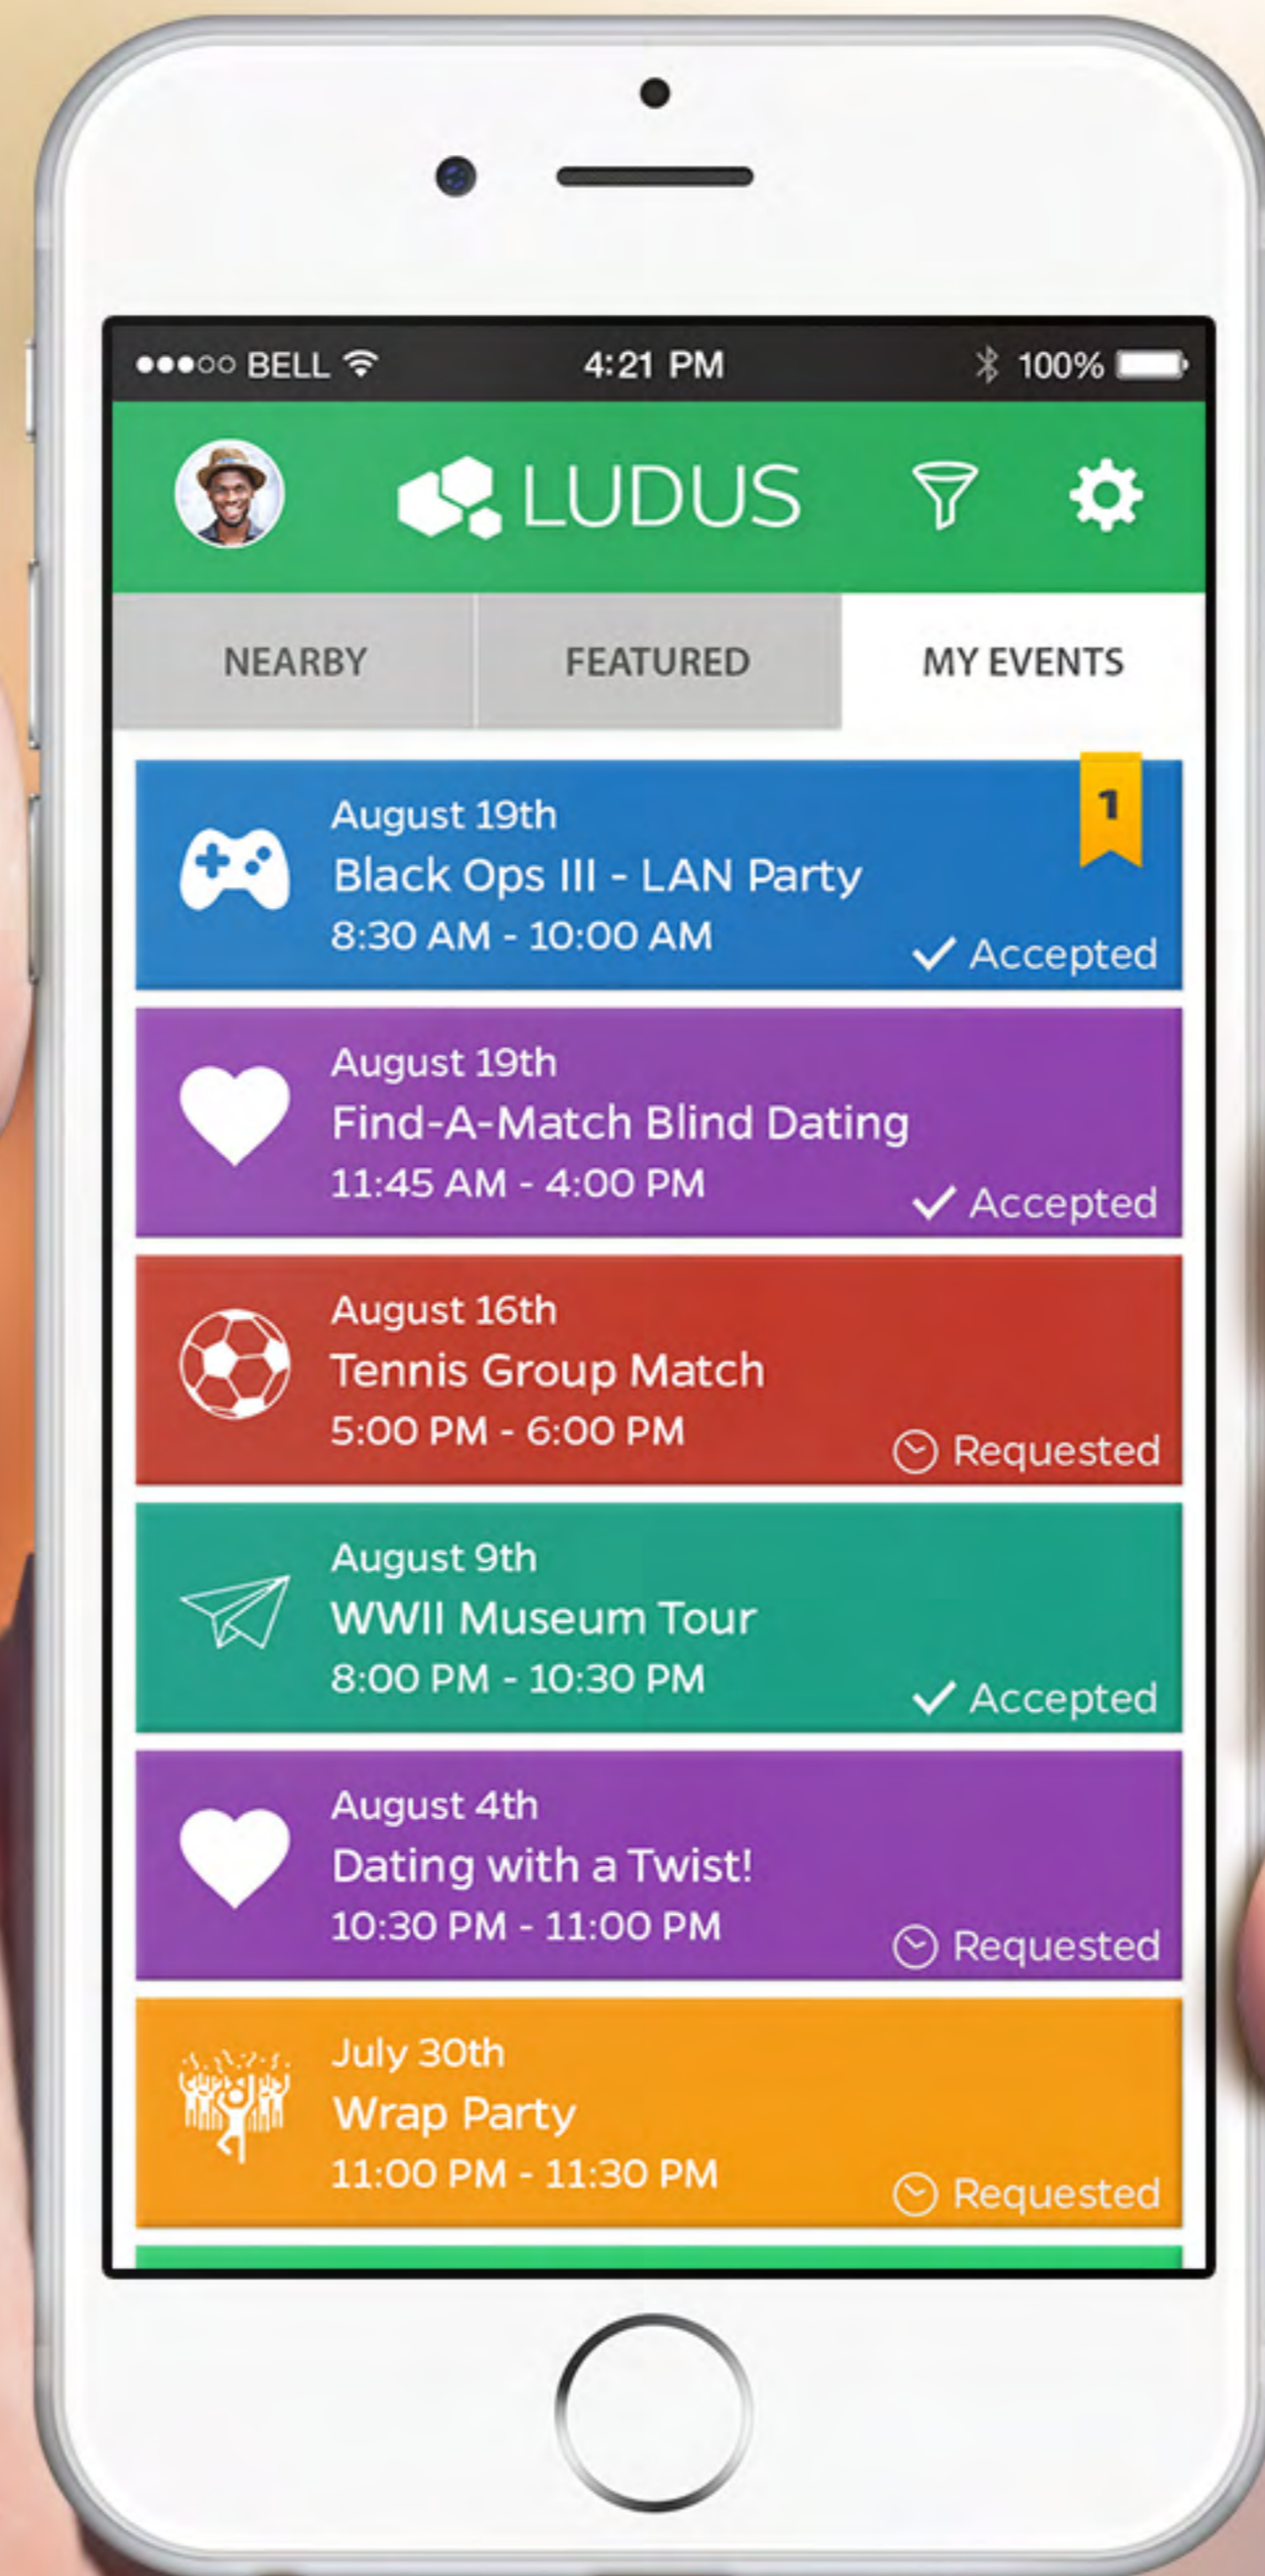 BELL 4:21 PM 100%
LUDUS
NEARBY FEATURED MY EVENTS
1
August 19th
Black Ops III - LAN Party
8:30 AM - 10:00 AM
Accepted
August 19th
Find-A-Match Blind Dating
11:45 AM - 4:00 PM
Accepted
August 16th
Tennis Group Match
5:00 PM - 6:00 PM
Requested
August 9th
WWII Museum Tour
8:00 PM - 10:30 PM
Accepted
August 4th
Dating with a Twist!
10:30 PM - 11:00 PM
Requested
July 30th
Wrap Party
11:00 PM - 11:30 PM
Requested